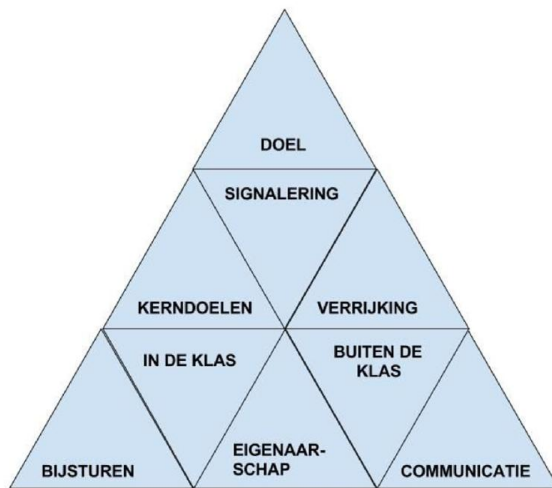 DOEL
SIGNALERING
KERNDOELEN
VERRIJKING
IN DE KLAS
BUITEN DE
KLAS
BIJSTUREN
EIGENAAR-
SCHAP
COMMUNICATIE